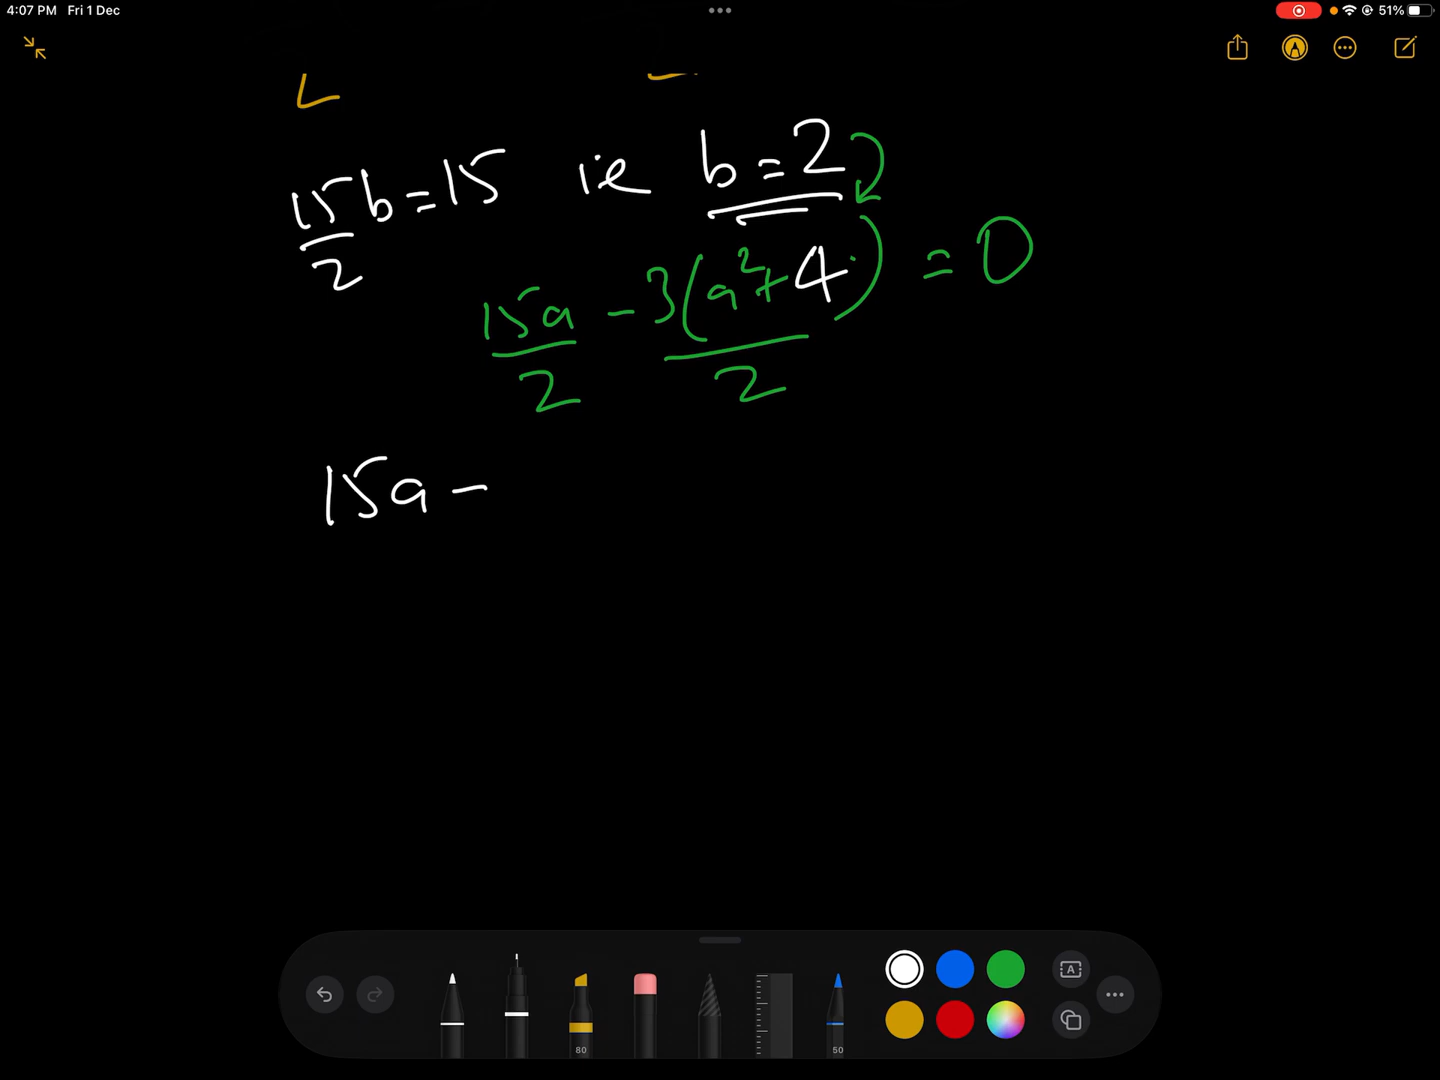 4:07 PM Fri 1 Dec 51%
15b=15 ie b=2
2
15a - 3(a²+4) = 0
2 2
15a -
A
80 50